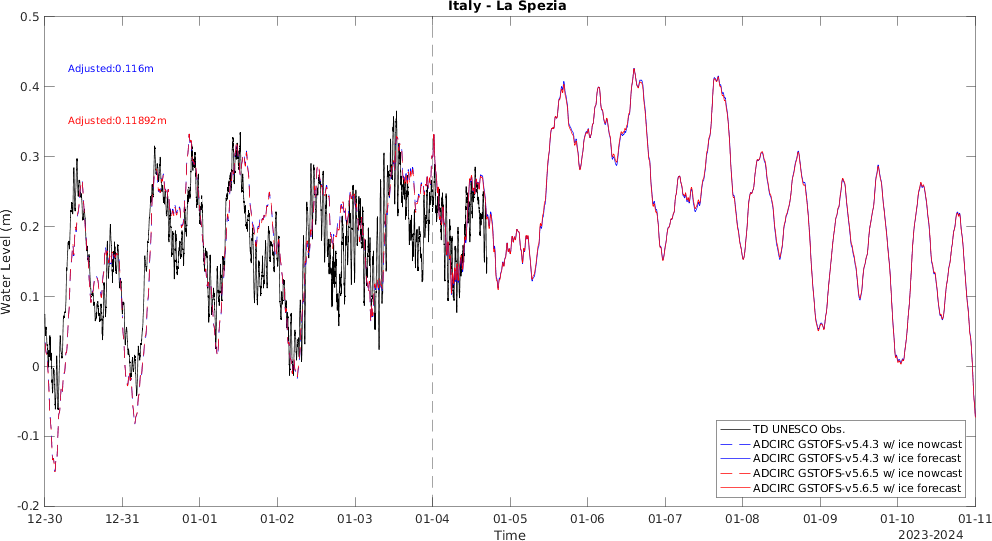 Italy - La Spezia
Water Level (m)
0.5
0.4
0.3
0.2
0.1
0
-0.1
-0.2
Adjusted:0.116m
Adjusted:0.11892m
TD UNESCO Obs.
ADCIRC GSTOFS-v5.4.3 w/ ice nowcast
ADCIRC GSTOFS-v5.4.3 w/ ice forecast
ADCIRC GSTOFS-v5.6.5 w/ ice nowcast
ADCIRC GSTOFS-v5.6.5 w/ ice forecast
12-30 12-31 01-01 01-02 01-03 01-04 01-05 01-06 01-07 01-08 01-09 01-10 01-11
Time
2023-2024